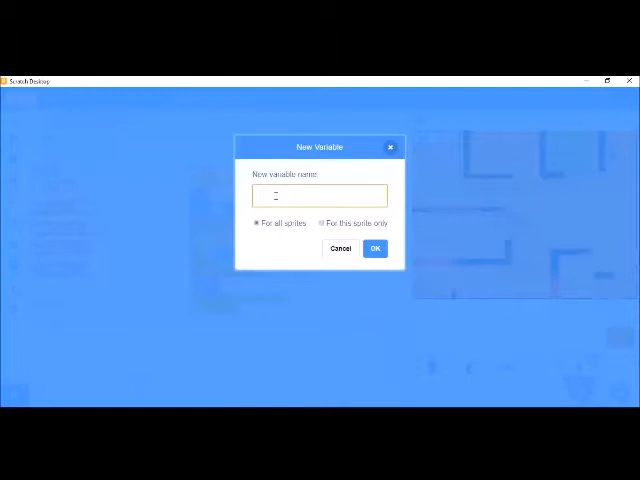 Scratch Desktop
New Variable
New variable name:
For all sprites
For this sprite only
Cancel
OK